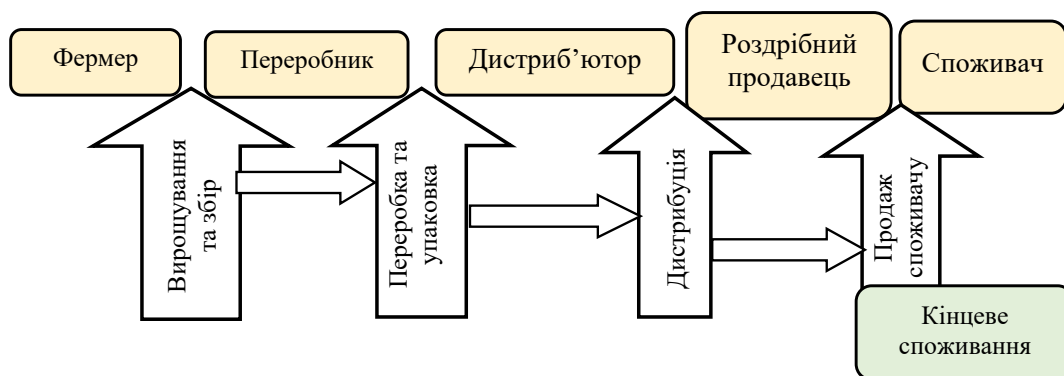 Фермер
Переробник
Дистриб’ютор
Роздрібний
продавець
Споживач
Вирощування
та збір
Переробка та
упаковка
Дистрибуція
Продаж
споживачу
Кінцеве
споживання